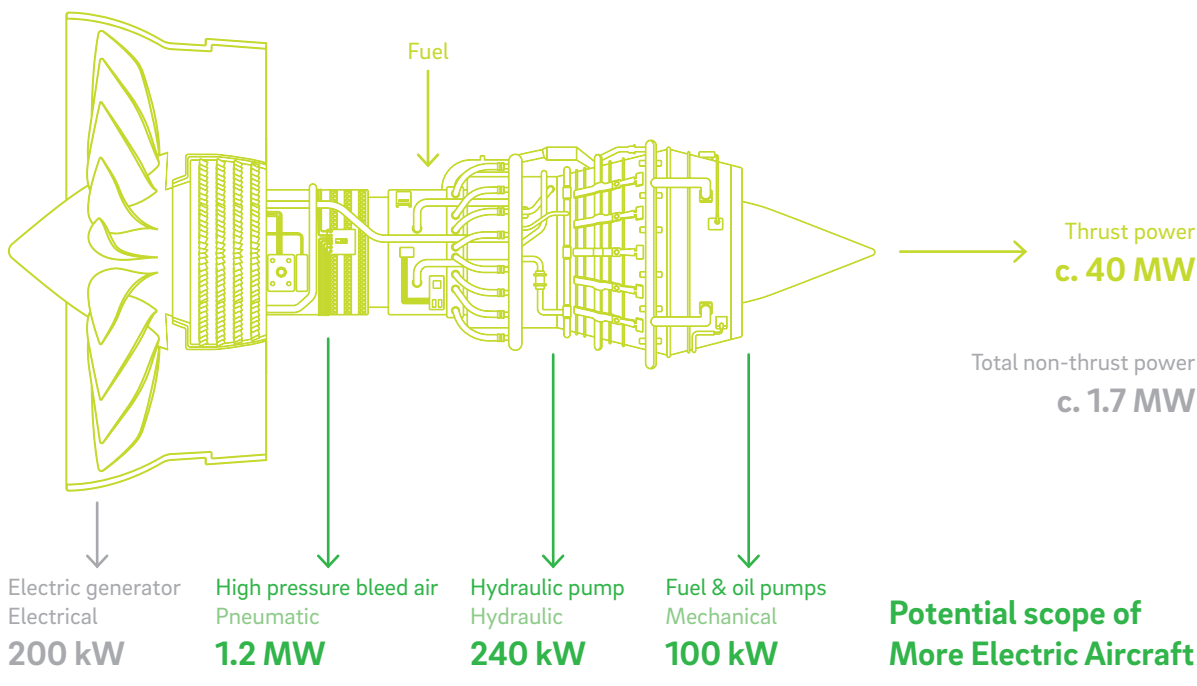 Fuel
Thrust power
c. 40 MW
Total non-thrust power
c. 1.7 MW
Electric generator
Electrical
200 kW
High pressure bleed air
Pneumatic
1.2 MW
Hydraulic pump
Hydraulic
240 kW
Fuel & oil pumps
Mechanical
100 kW
Potential scope of
More Electric Aircraft